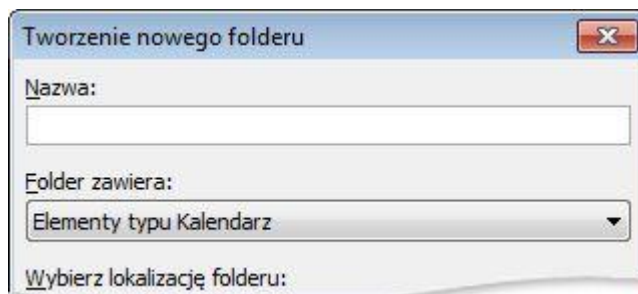 Tworzenie nowego folderu
Nazwa:
Folder zawiera:
Elementy typu Kalendarz
Wybierz lokalizację folderu: